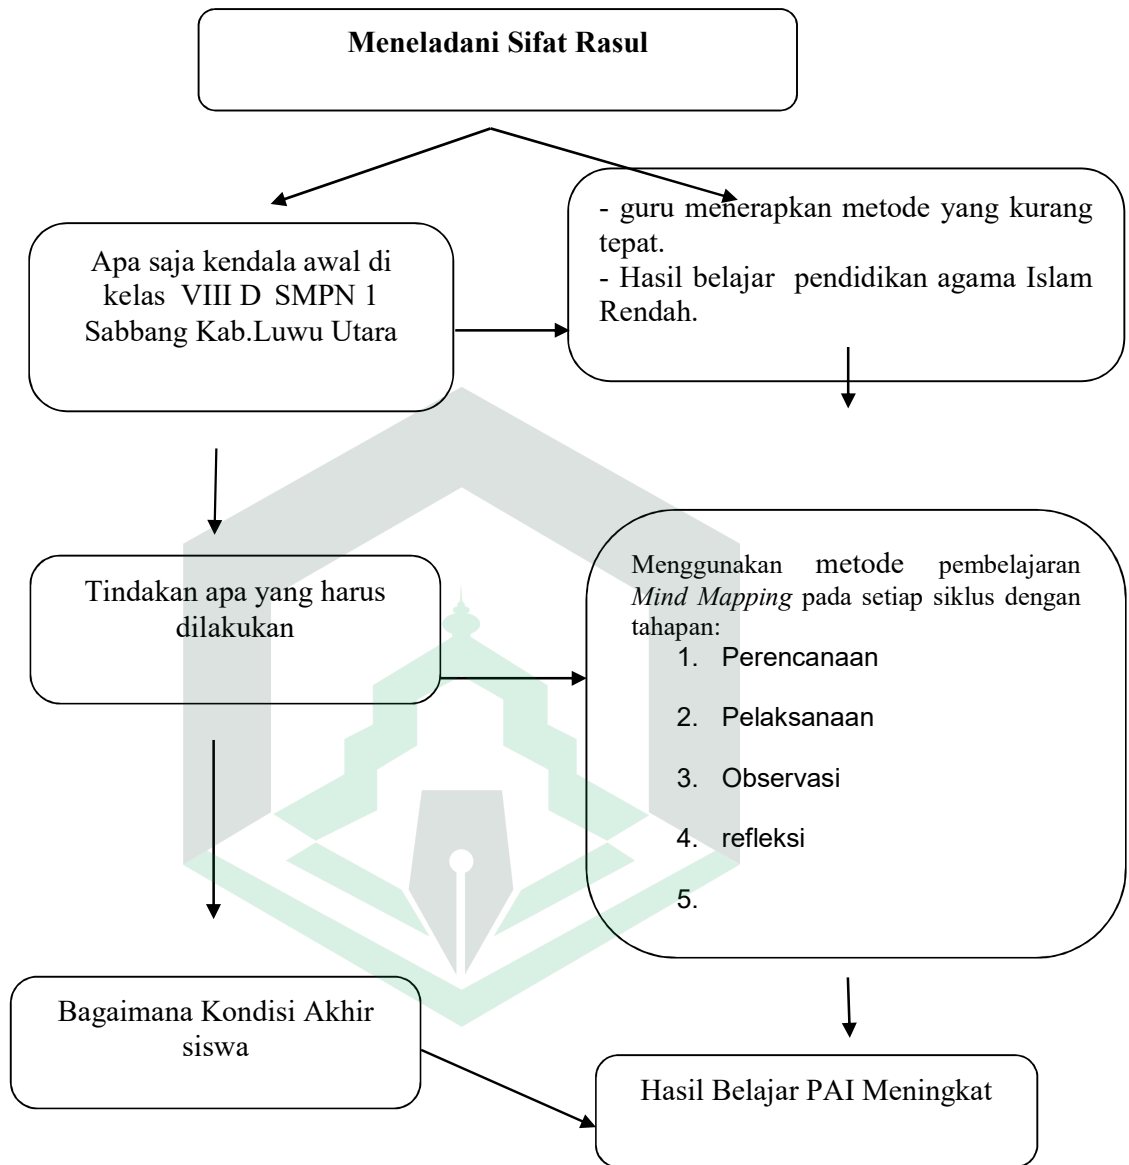 Meneladani Sifat Rasul
Apa saja kendala awal di
kelas VIII D SMPN 1
Sabbang Kab.Luwu Utara
- guru menerapkan metode yang kurang
tepat.
- Hasil belajar pendidikan agama Islam
Rendah.
Tindakan apa yang harus
dilakukan
Menggunakan metode pembelajaran
Mind Mapping pada setiap siklus dengan
tahapan:
1. Perencanaan
2. Pelaksanaan
3. Observasi
4. refleksi
5.
Bagaimana Kondisi Akhir
siswa
Hasil Belajar PAI Meningkat